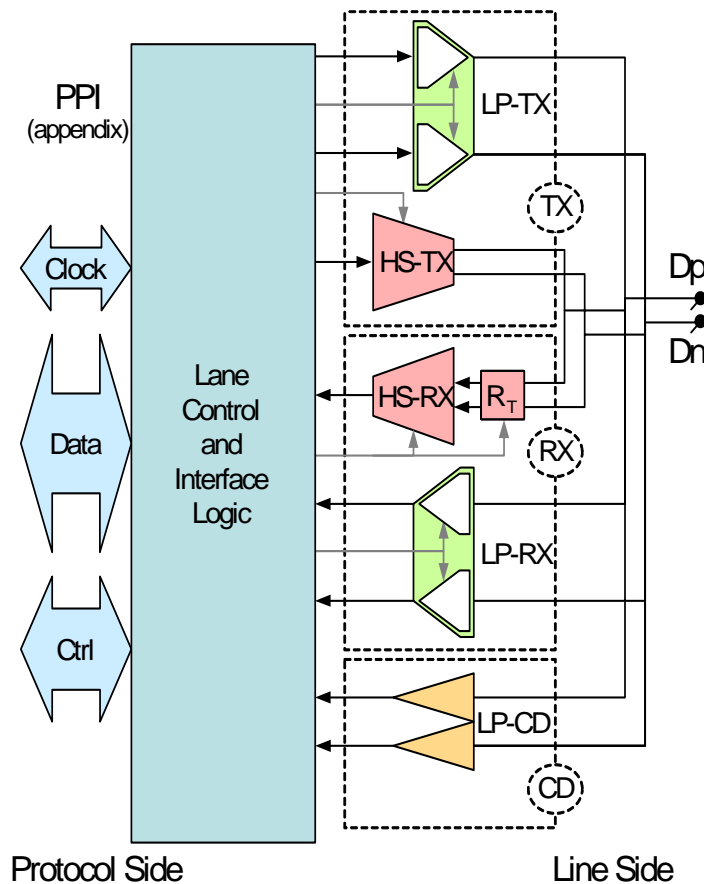 PPI
(appendix)
Clock
Data
Ctrl
Lane
Control
and
Interface
Logic
LP-TX
TX
HS-TX
Dp
Dn
HS-RX
RT
RX
LP-RX
LP-CD
CD
Protocol Side
Line Side